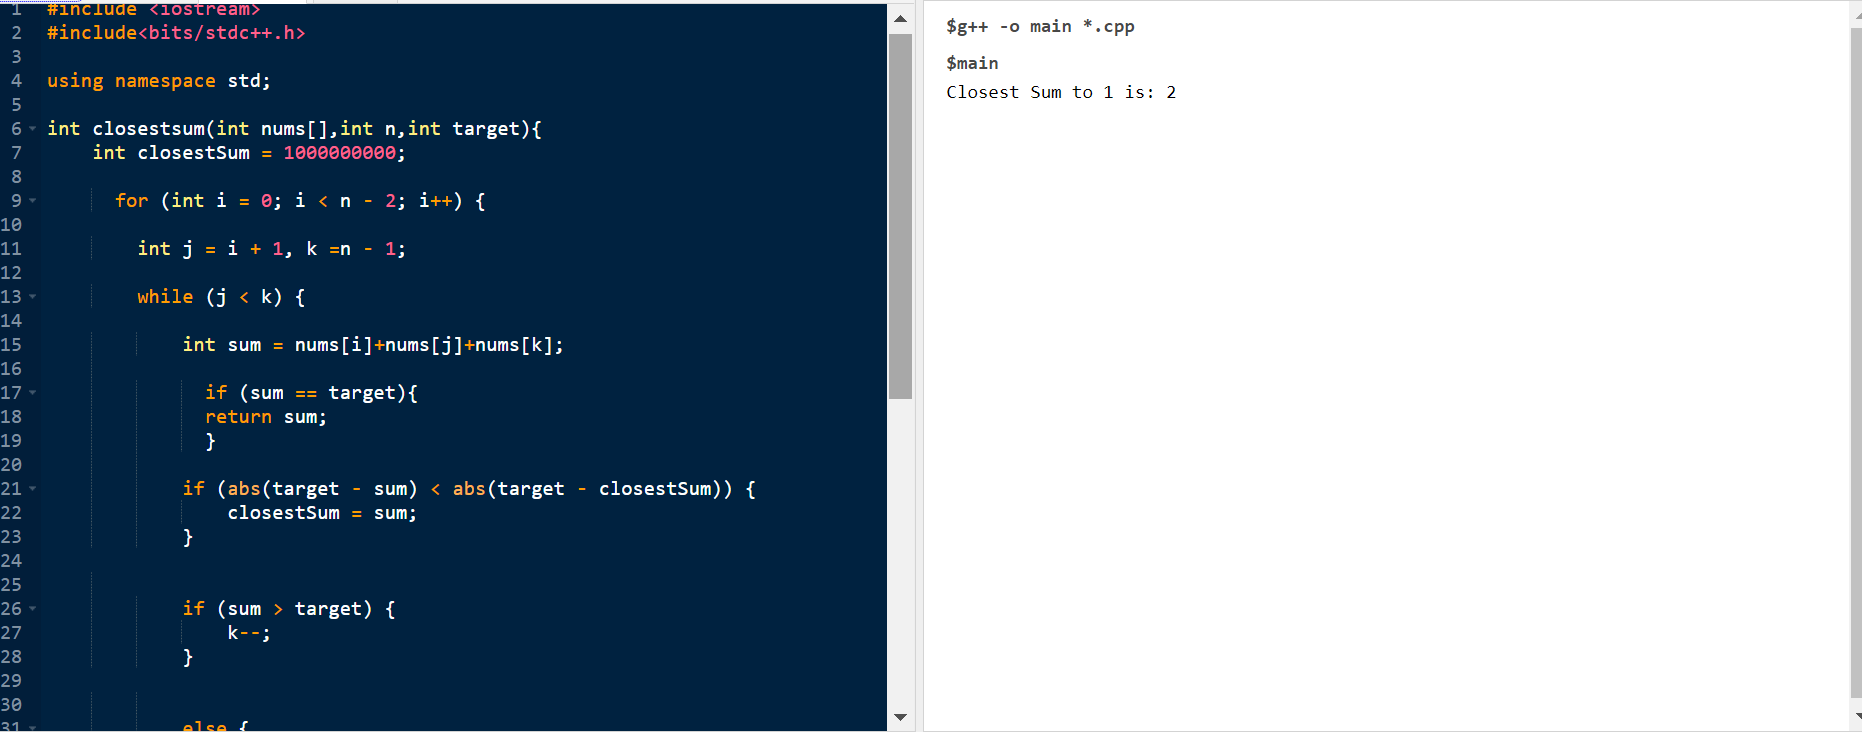 1 #include <iostream>
2 #include<bits/stdc++.h>
3
4 using namespace std;
5
6 int closestsum(int nums[],int n,int target){
7 int closestSum = 1000000000;
8
9 for (int i = 0; i < n - 2; i++) {
10
11 int j = i + 1, k =n - 1;
12
13 while (j < k) {
14
15 int sum = nums[i]+nums[j]+nums[k];
16
17 if (sum == target){
18 return sum;
19 }
20
21 if (abs(target - sum) < abs(target - closestSum)) {
22 closestSum = sum;
23 }
24
25
26 if (sum > target) {
27 k--;
28 }
29
30
31 else {
$g++ -o main *.cpp
$main
Closest Sum to 1 is: 2